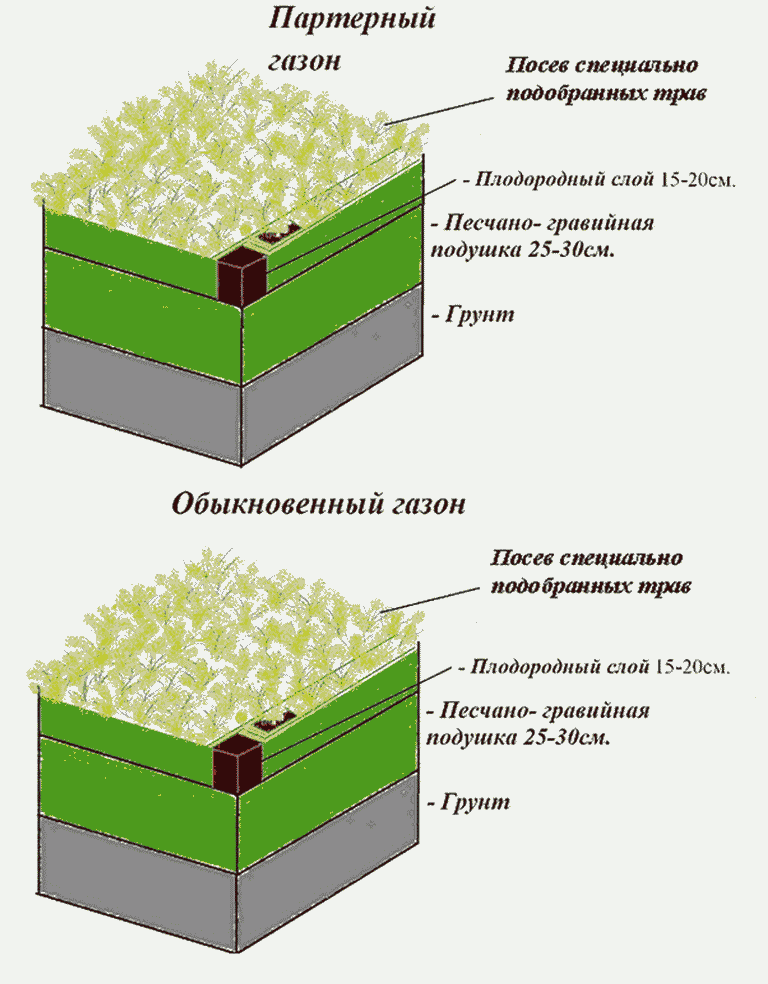 Партерный
газон
Посев специально
подобранных трав
- Плодородный слой 15-20см.
- Песчано- гравийная
подушка 25-30см.
- Грунт
Обыкновенный газон
Посев специально
подобранных трав
- Плодородный слой 15-20см.
- Песчано- гравийная
подушка 25-30см.
- Грунт